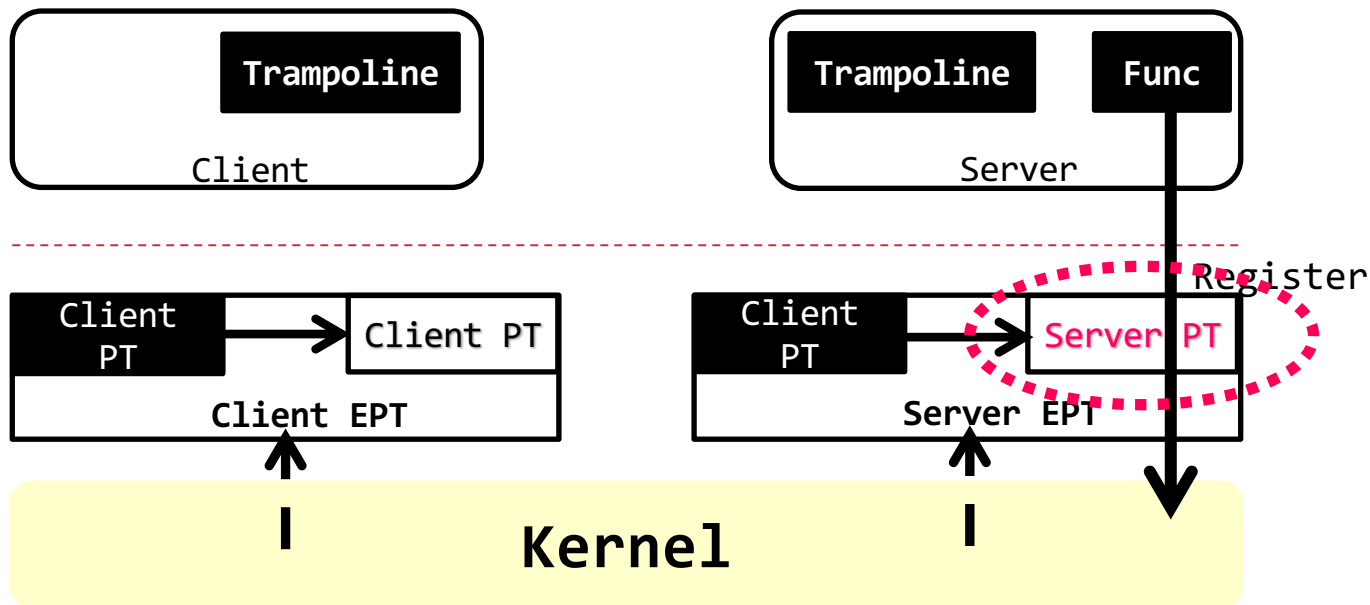 Trampoline
Trampoline
Func
Client
Server
Register
Client
PT
Client PT
Client
PT
Server PT
Client EPT
Server EPT
Kernel